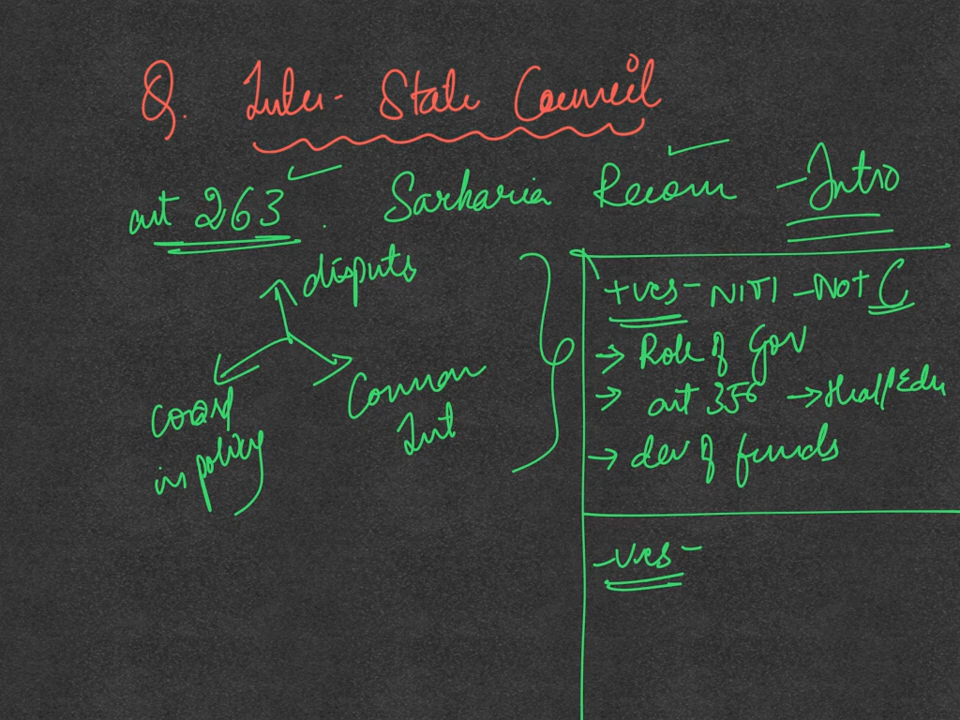 Q. Inter-State Council
art 263. Sarkaria Recom - Intro
disputs
coord in policy
Common Int
+ves - NITI - Not C
→ Role of Gov
→ art 356 → Healt Edu
→ dev of funds
-ves -